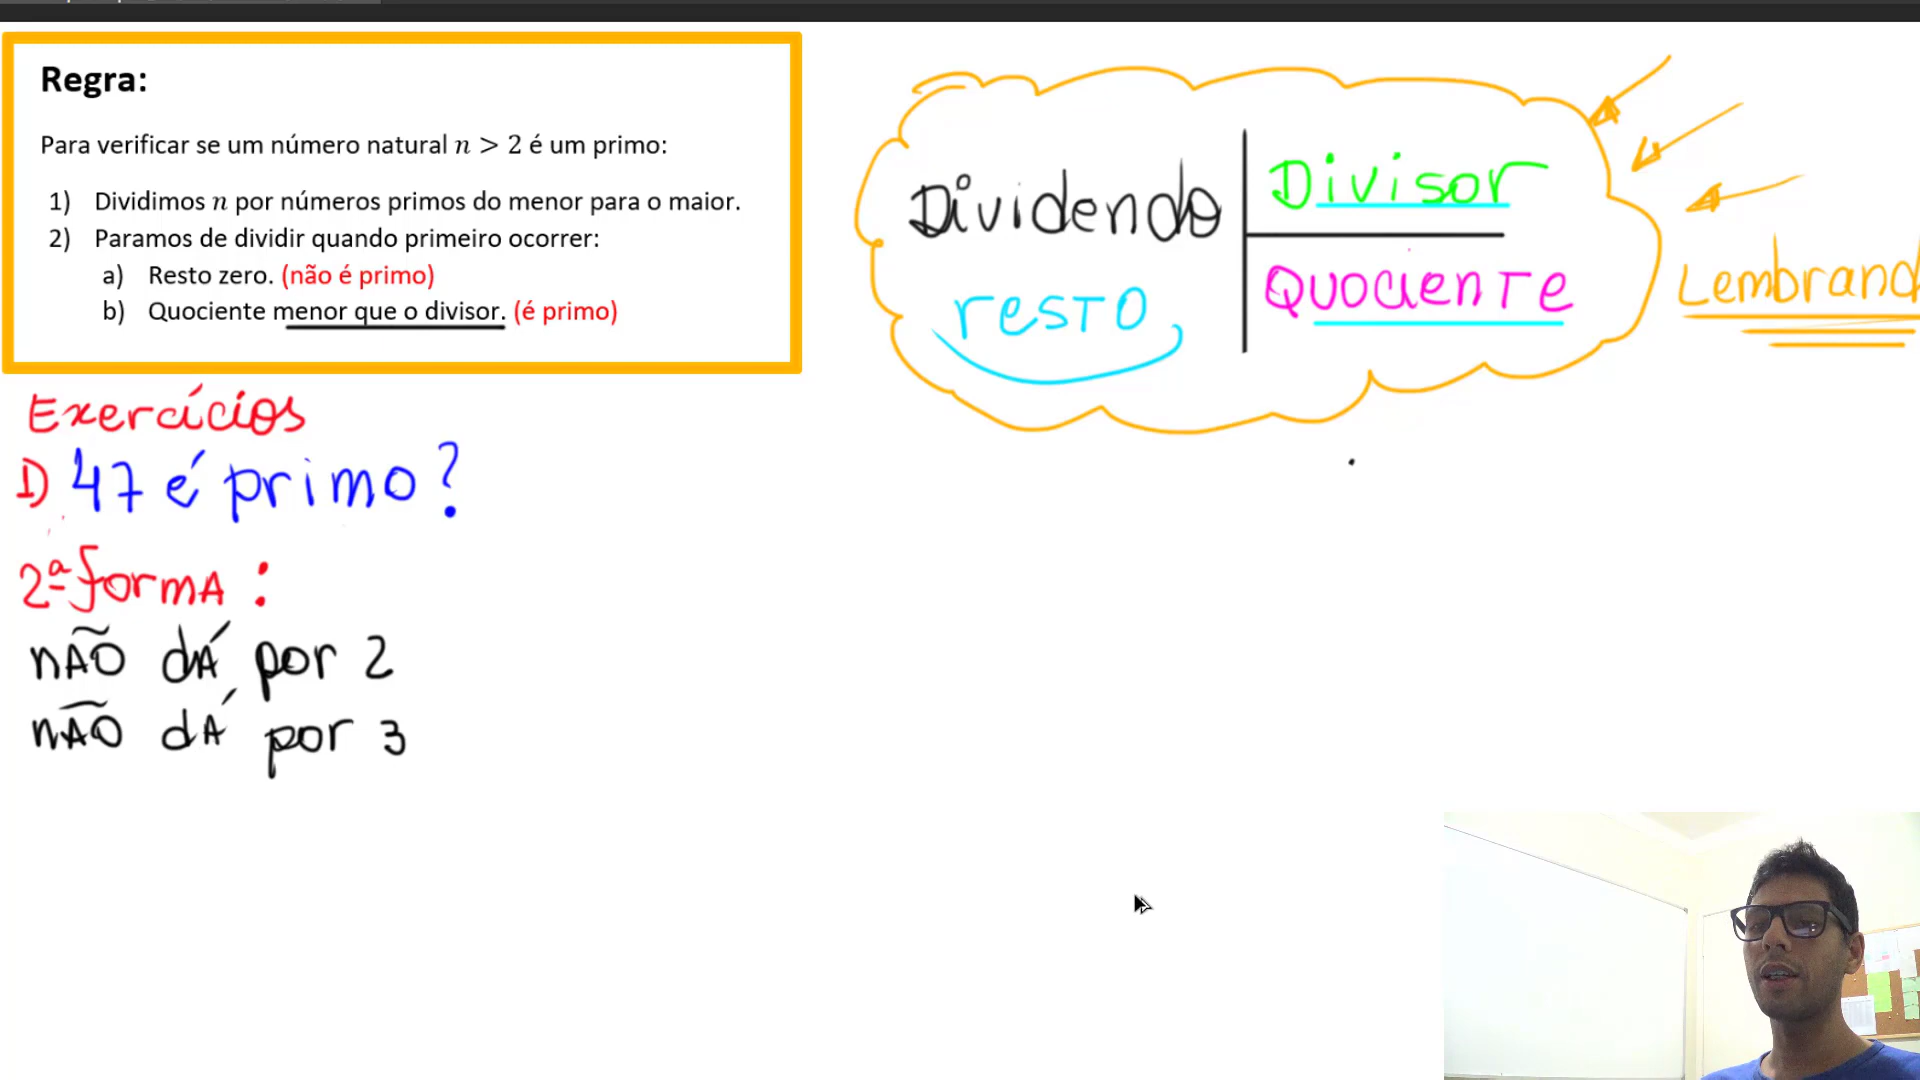 Regra:
Para verificar se um número natural n > 2 é um primo:
1) Dividimos n por números primos do menor para o maior.
2) Paramos de dividir quando primeiro ocorrer:
a) Resto zero. (não é primo)
b) Quociente menor que o divisor. (é primo)
Dividendo Divisor
resto Quociente
Lembrand
Exercícios
1) 47 é primo?
2ª forma:
não dá por 2
não dá por 3